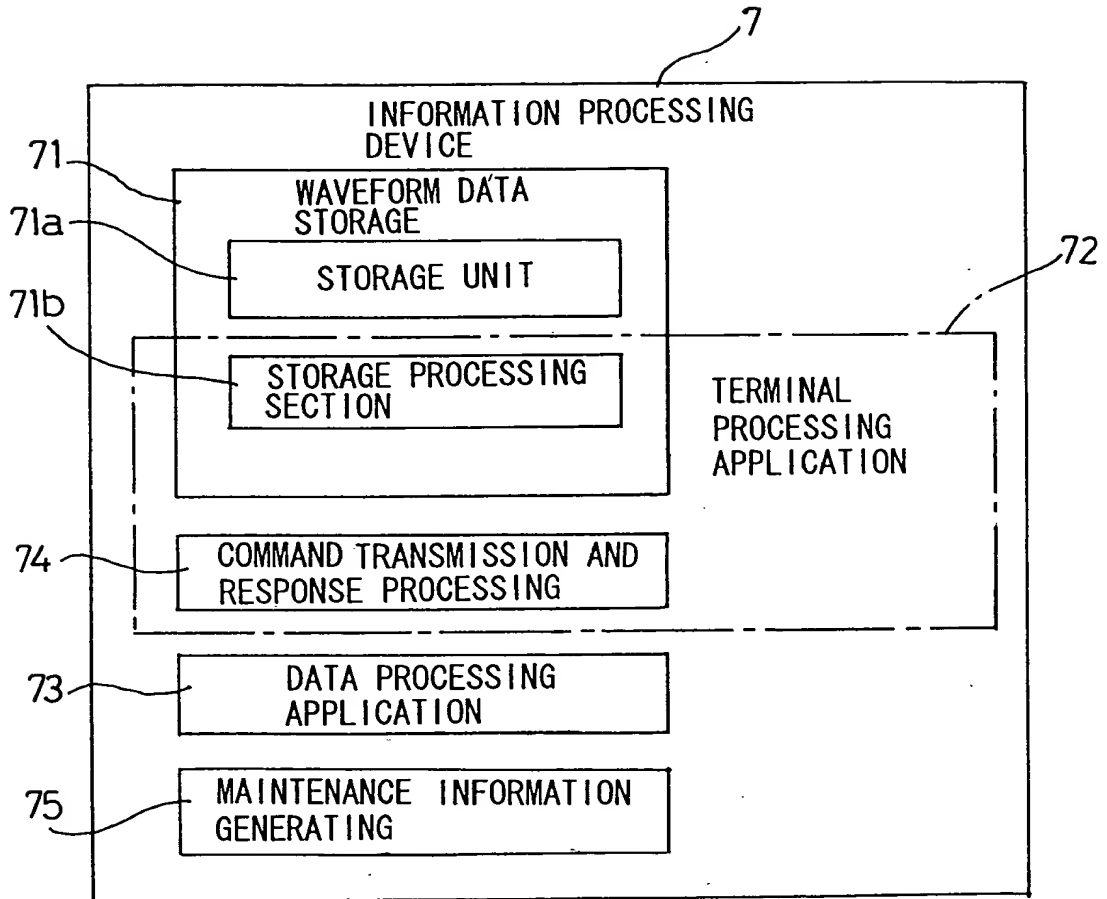 7
INFORMATION PROCESSING
DEVICE
71
WAVEFORM DATA
STORAGE
71a
STORAGE UNIT
72
71b
STORAGE PROCESSING
SECTION
TERMINAL
PROCESSING
APPLICATION
74
COMMAND TRANSMISSION AND
RESPONSE PROCESSING
73
DATA PROCESSING
APPLICATION
75
MAINTENANCE INFORMATION
GENERATING